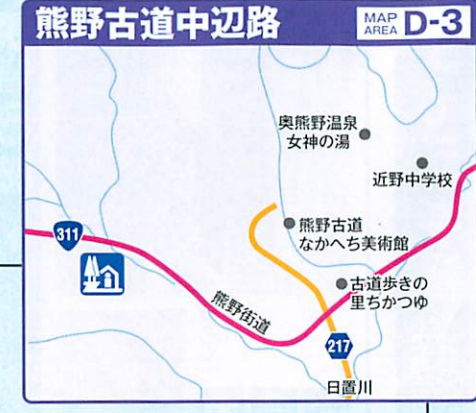 熊野古道中辺路
MAP
AREA D-3
奥熊野温泉
女神の湯
近野中学校
熊野古道
なかへち美術館
311
古道歩きの
里ちかつゆ
熊野街道
217
日置川